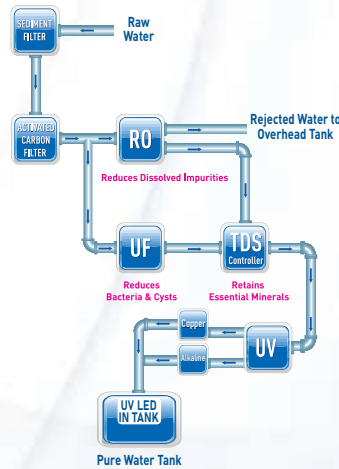 SEDIMENT
FILTER
Raw
Water
ACTIVATED
CARBON
FILTER
RO
Rejected Water to
Overhead Tank
Reduces Dissolved Impurities
UF
TDS
Controller
Reduces
Bacteria & Cysts
Retains
Essential Minerals
Copper
Alkaline
UV
UV LED
IN TANK
Pure Water Tank